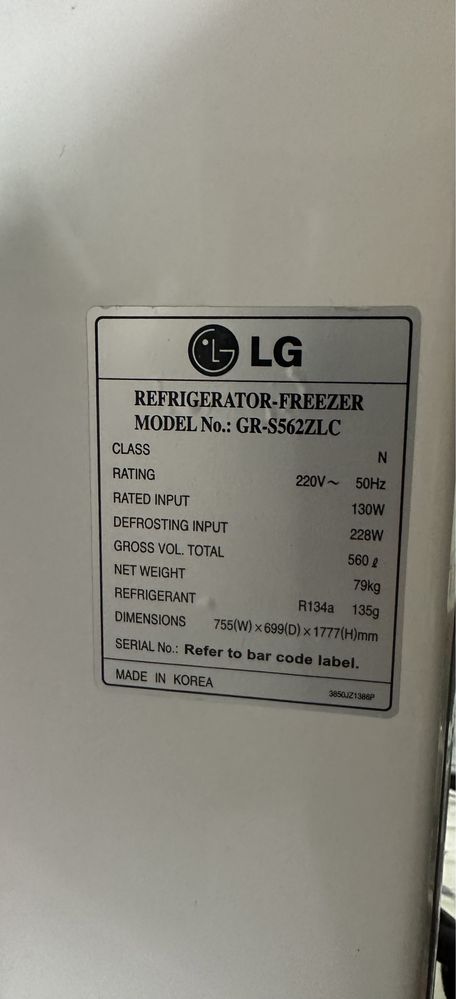 LG
REFRIGERATOR-FREEZER
MODEL No.: GR-S562ZLC
CLASS N
RATING 220V～ 50Hz
RATED INPUT 130W
DEFROSTING INPUT 228W
GROSS VOL. TOTAL 560 ℓ
NET WEIGHT 79kg
REFRIGERANT R134a 135g
DIMENSIONS 755(W)×699(D)×1777(H)mm
SERIAL No.: Refer to bar code label.
MADE IN KOREA 3850JZ1386P